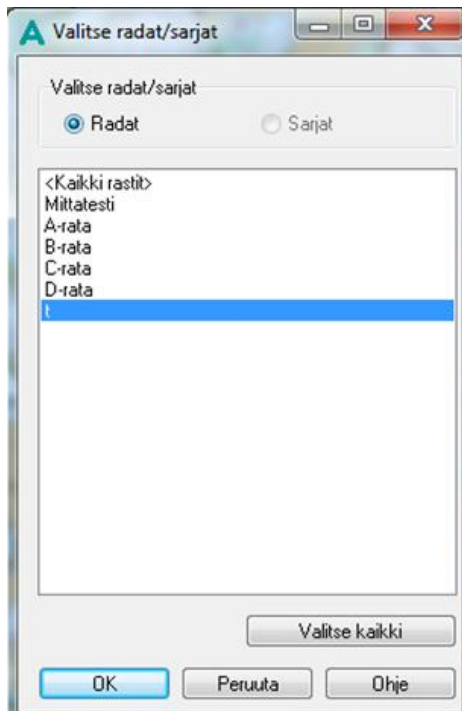 Valitse radat/sarjat
Valitse radat/sarjat
Radat Sarjat
<Kaikki rastit>
Mittatesti
A-rata
B-rata
C-rata
D-rata
t
Valitse kaikki
OK Peruuta Ohje